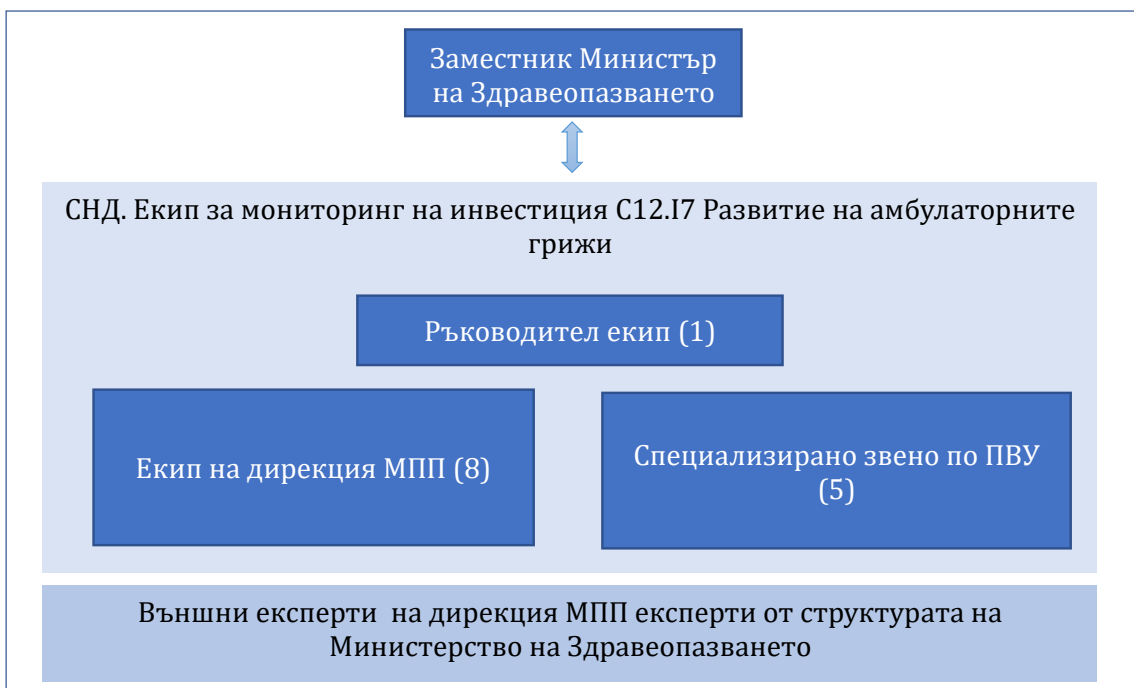 Заместник Министър
на Здравеопазването
СНД. Екип за мониторинг на инвестиция С12.I7 Развитие на амбулаторните
грижи
Ръководител екип (1)
Екип на дирекция МПП (8)
Специализирано звено по ПВУ
(5)
Външни експерти  на дирекция МПП експерти от структурата на
Министерство на Здравеопазването